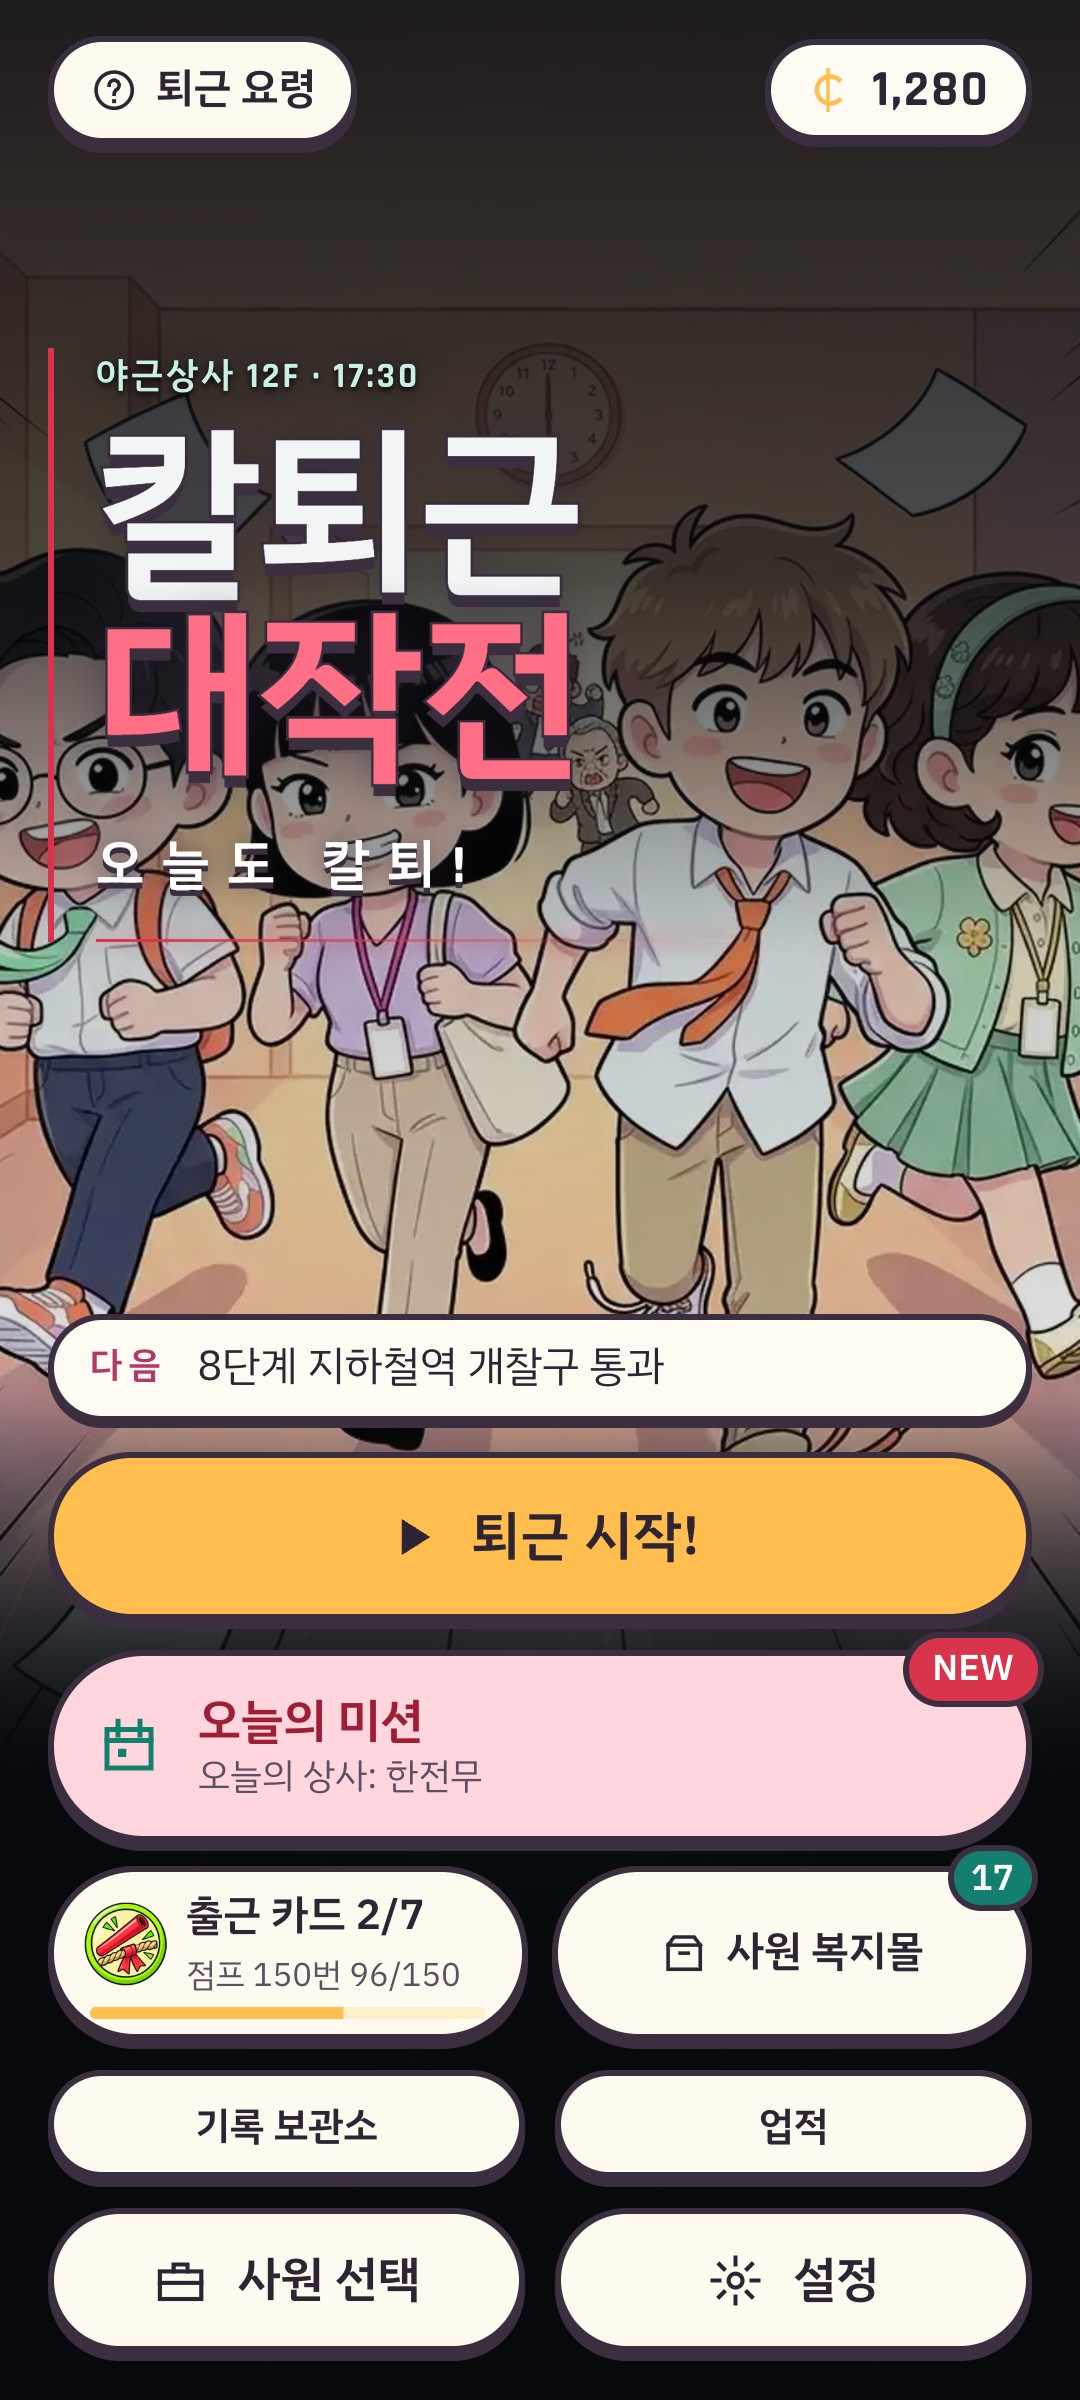 퇴근 요령
1,280
야근상사 12F · 17:30
칼퇴근
대작전
오늘도 칼퇴!
다음 8단계 지하철역 개찰구 통과
퇴근 시작!
NEW
오늘의 미션
오늘의 상사: 한전무
출근 카드 2/7
점프 150번 96/150
17
사원 복지몰
기록 보관소
업적
사원 선택
설정